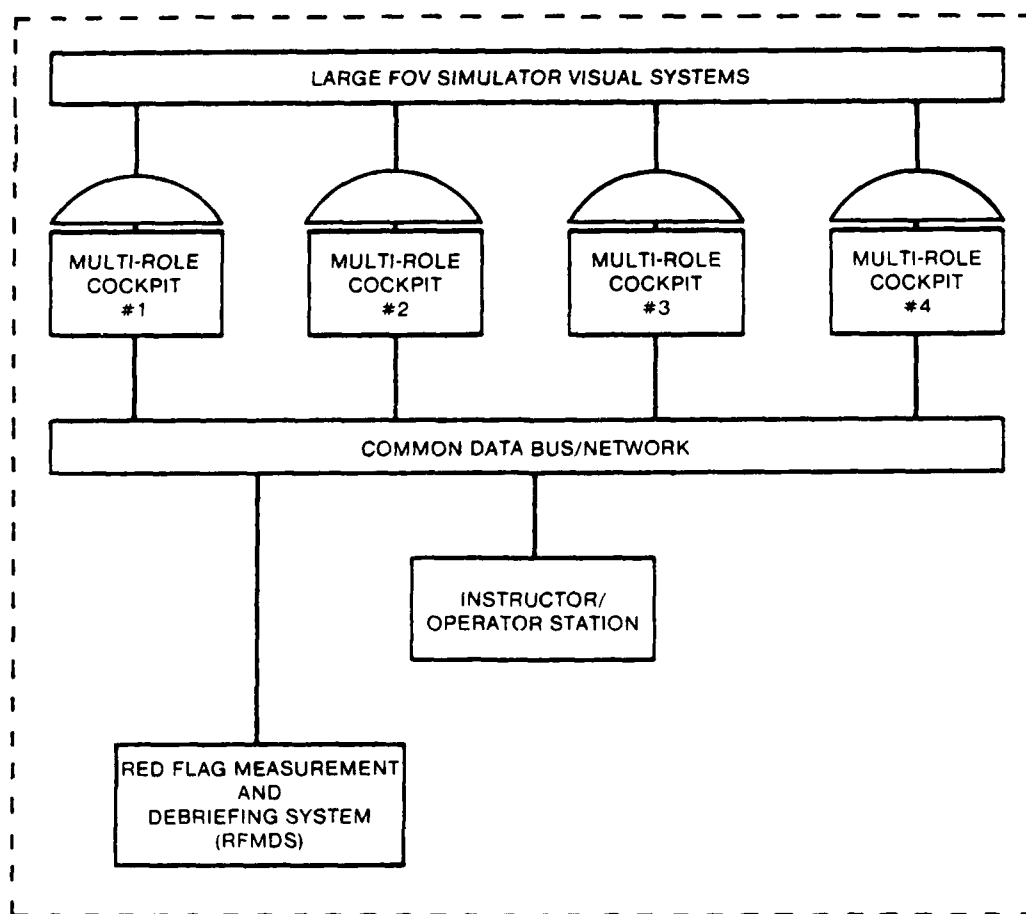 LARGE FOV SIMULATOR VISUAL SYSTEMS
MULTI-ROLE
COCKPIT
#1
MULTI-ROLE
COCKPIT
#2
MULTI-ROLE
COCKPIT
#3
MULTI-ROLE
COCKPIT
#4
COMMON DATA BUS/NETWORK
INSTRUCTOR/
OPERATOR STATION
RED FLAG MEASUREMENT
AND
DEBRIEFING SYSTEM
(RFMDS)